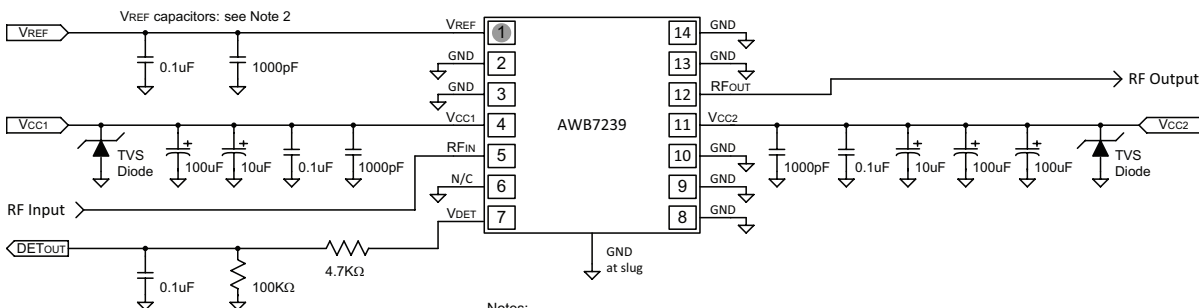 VREF capacitors: see Note 2
VREF
0.1uF
1000pF
VREF
1
GND
2
GND
3
VCC1
VCC1
4
TVS
Diode
100uF
10uF
0.1uF
1000pF
RFIN
5
N/C
6
RF Input
VDET
7
DETOUT
0.1uF
100KΩ
4.7KΩ
AWB7239
GND
at slug
14
GND
13
GND
12
RFOUT
RF Output
11
VCC2
VCC2
10
GND
9
GND
8
GND
1000pF
0.1uF
10uF
100uF
100uF
TVS
Diode
Notes: